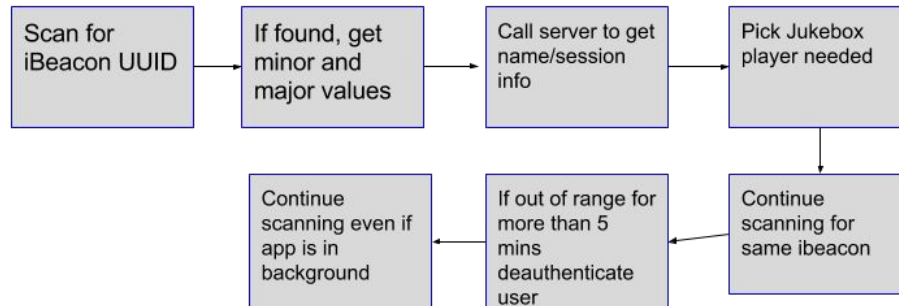 Scan for
iBeacon UUID
If found, get
minor and
major values
Call server to get
name/session
info
Pick Jukebox
player needed
Continue
scanning for
same ibeacon
If out of range for
more than 5
mins
deauthenticate
user
Continue
scanning even if
app is in
background